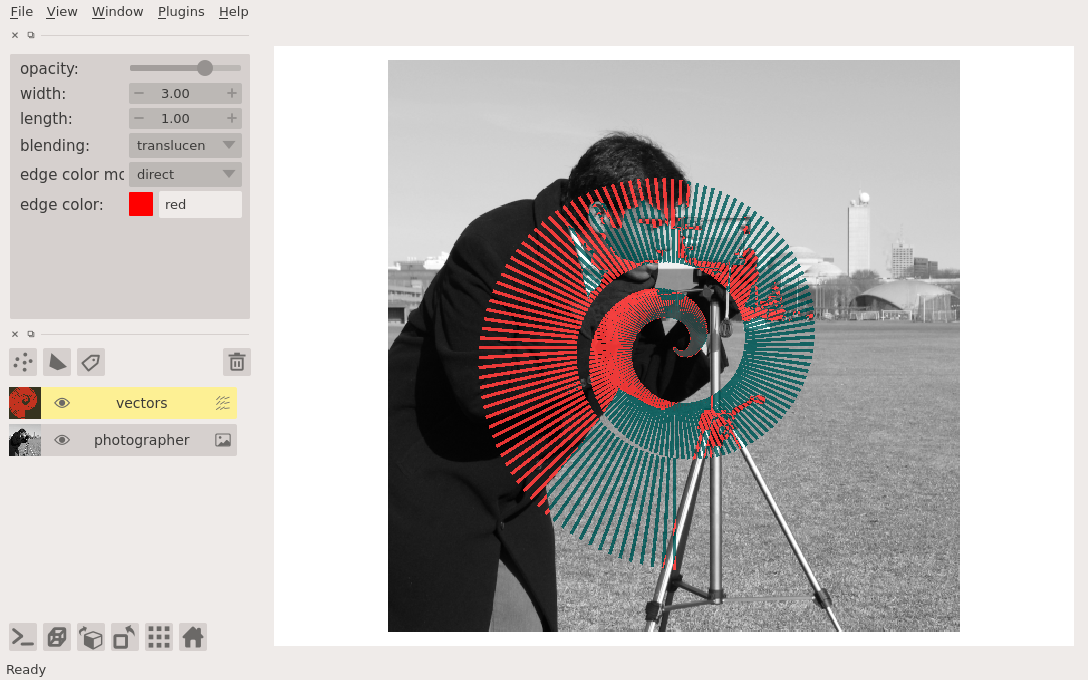 File View Window Plugins Help
opacity:
width: 3.00
length: 1.00
blending: translucen
edge color mo direct
edge color: red
vectors
photographer
Ready